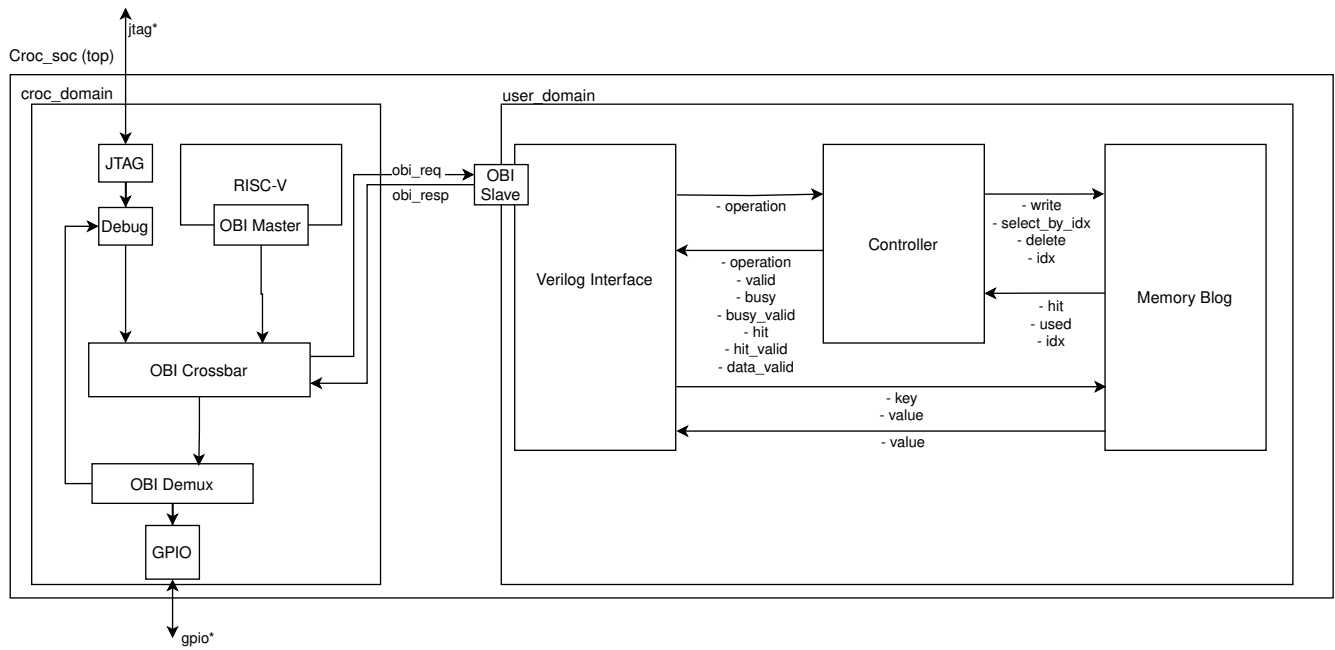 jtag*
Croc_soc (top)
croc_domain
user_domain
JTAG
RISC-V
obi_req
OBI
Slave
obi_resp
Debug
OBI Master
- operation
- write
- select_by_idx
- delete
- idx
Controller
Verilog Interface
- operation
- valid
- busy
- busy_valid
- hit
- hit_valid
- data_valid
Memory Blog
- hit
- used
- idx
OBI Crossbar
- key
- value
- value
OBI Demux
GPIO
gpio*